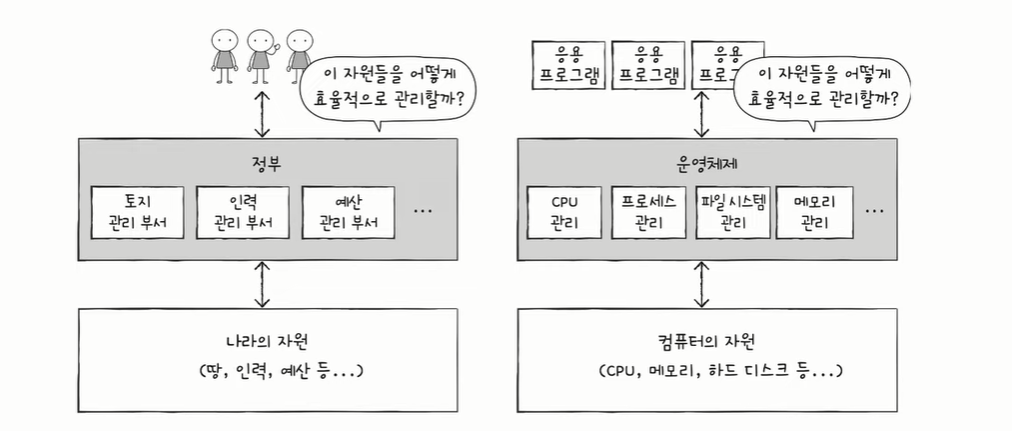 이 자원들을 어떻게
효율적으로 관리할까?
정부
토지
관리 부서
인력
관리 부서
예산
관리 부서
...
나라의 자원
(땅, 인력, 예산 등...)
응용
프로그램
응용
프로그램
응용
프로그
이 자원들을 어떻게
효율적으로 관리할까?
운영체제
CPU
관리
프로세스
관리
파일 시스템
관리
메모리
관리
...
컴퓨터의 자원
(CPU, 메모리, 하드 디스크 등...)